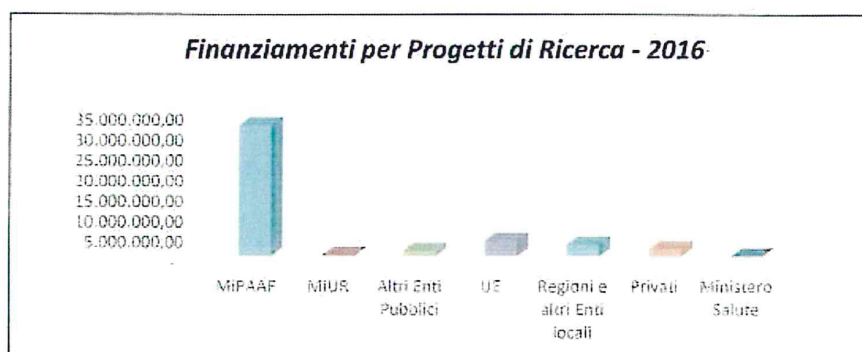 Finanziamenti per Progetti di Ricerca - 2016
35.000.000,00
30.000.000,00
25.000.000,00
20.000.000,00
15.000.000,00
10.000.000,00
5.000.000,00
-
MiPAAF
MiUR
Altri Enti
Pubblici
UE
Regioni e
altri Enti
locali
Privati
Ministero
Salute